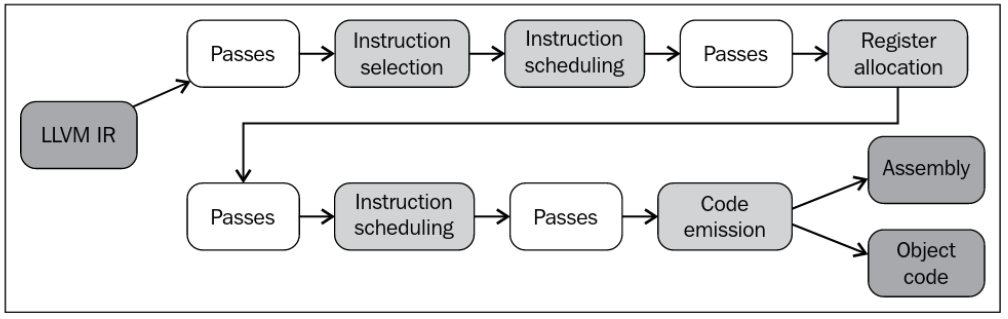 Passes
Instruction
selection
Instruction
scheduling
Passes
Register
allocation
LLVM IR
Passes
Instruction
scheduling
Passes
Code
emission
Assembly
Object
code